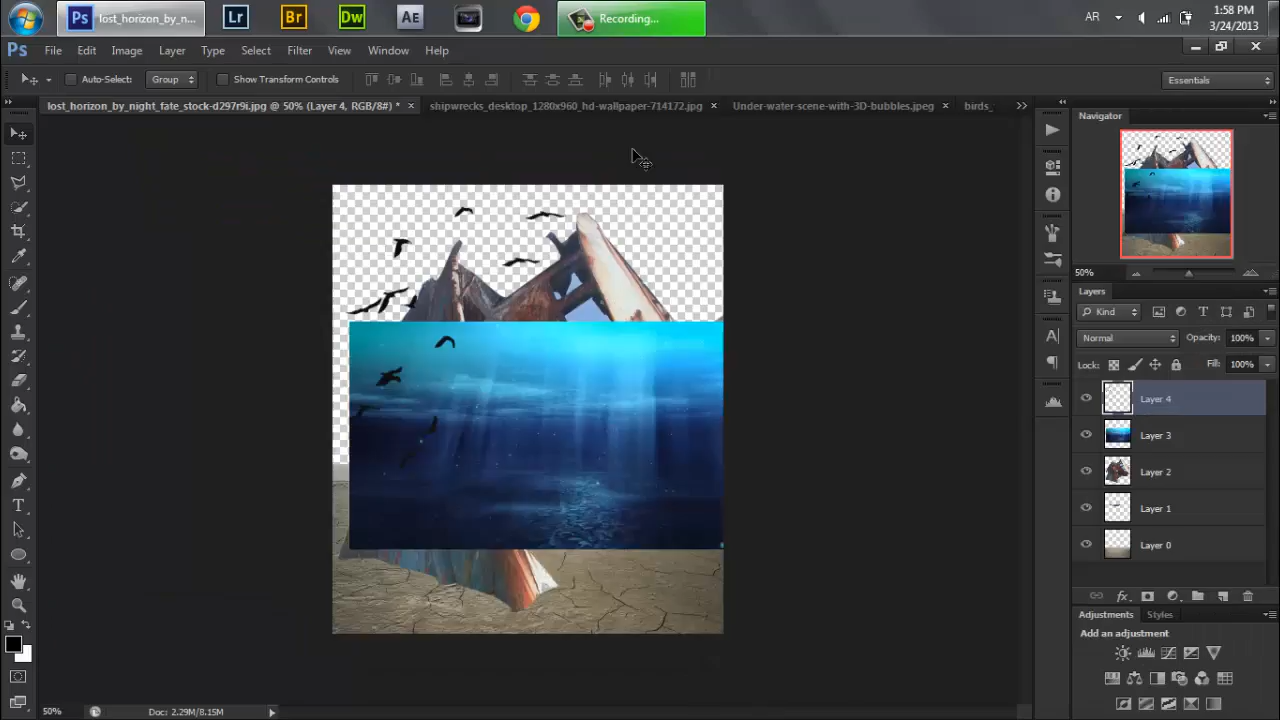 lost_horizon_by_n...
Lr
Br
Dw
AE
Recording...
AR
1:58 PM
3/24/2013
Ps
File Edit Image Layer Type Select Filter View Window Help
Auto-Select: Group Show Transform Controls
Essentials
lost_horizon_by_night_fate_stock-d297r9i.jpg @ 50% (Layer 4, RGB/8#) *
shipwrecks_desktop_1280x960_hd-wallpaper-714172.jpg
Under-water-scene-with-3D-bubbles.jpeg
birds_
Navigator
50%
Layers
Kind
Normal Opacity: 100%
Lock: Fill: 100%
Layer 4
Layer 3
Layer 2
Layer 1
Layer 0
Adjustments Styles
Add an adjustment
50% Doc: 2.29M/8.15M